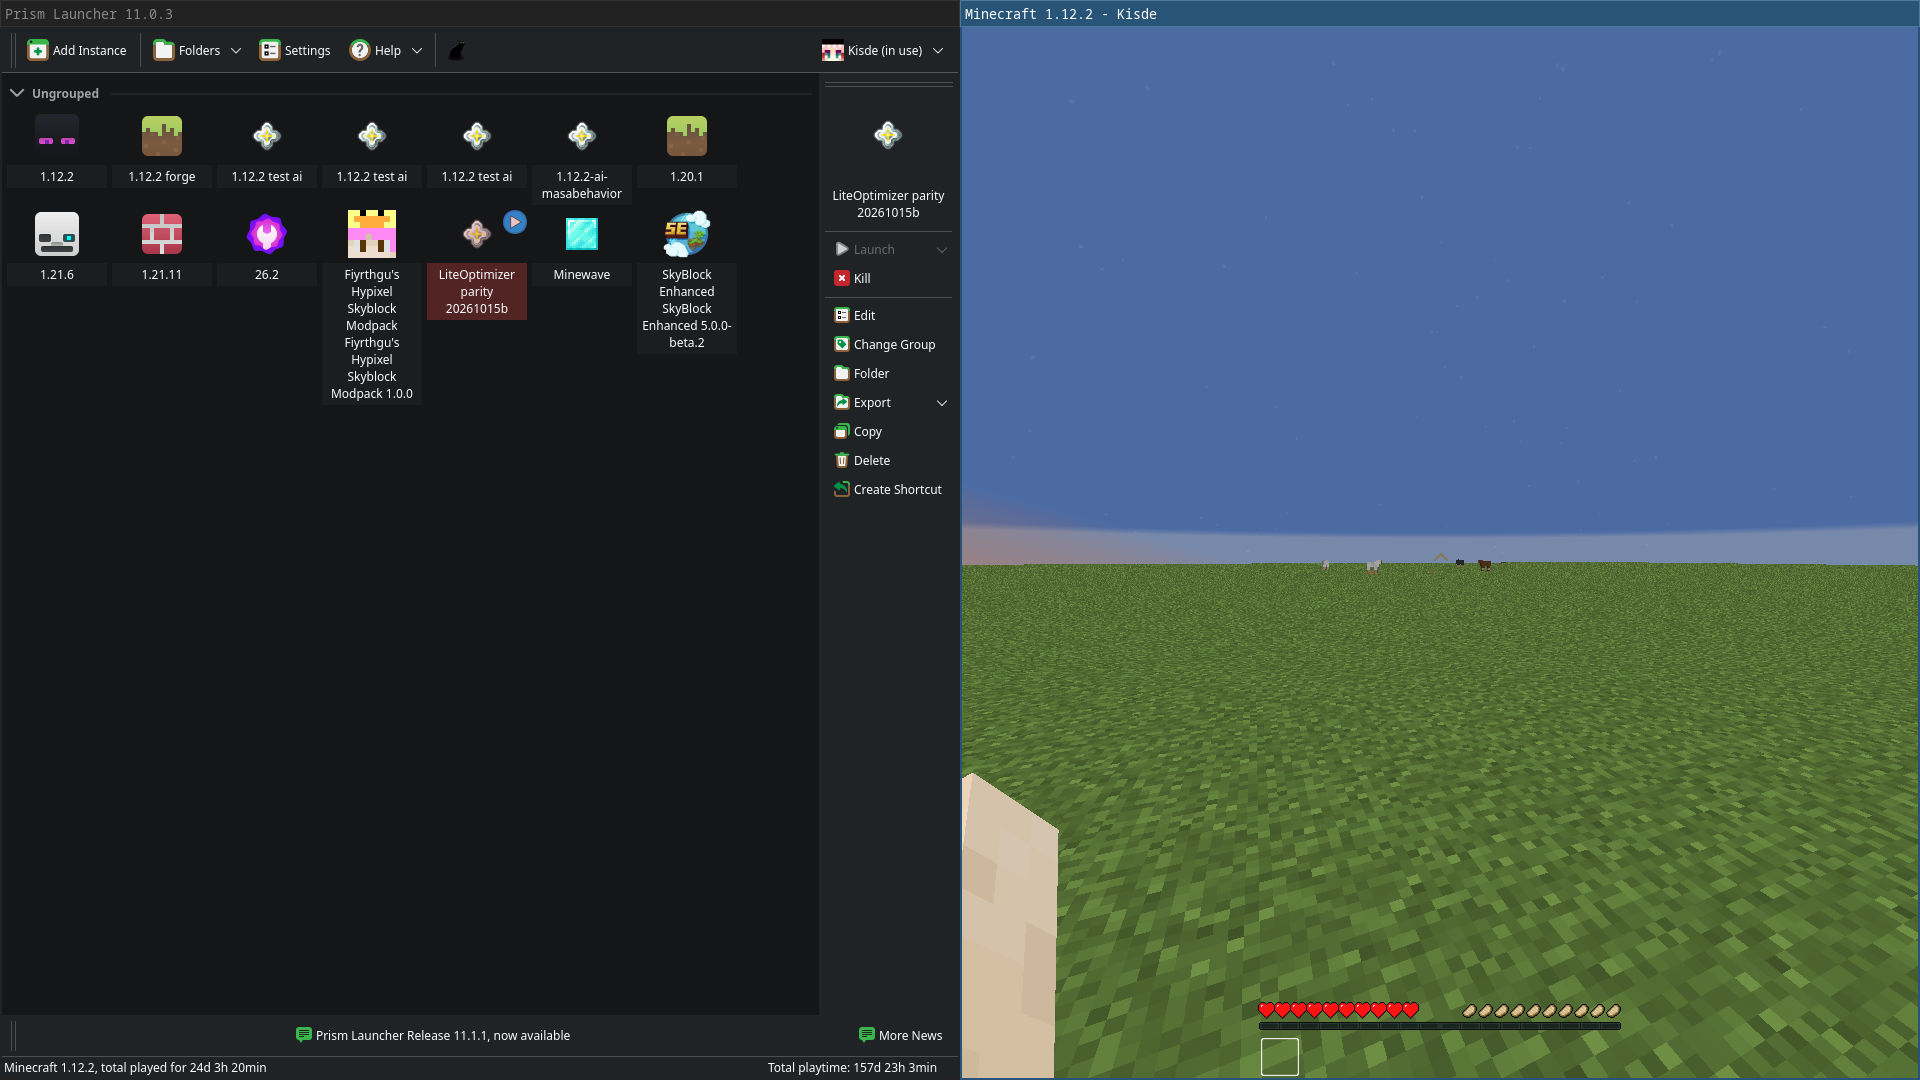 Prism Launcher 11.0.3
Minecraft 1.12.2 - Kisde
Add Instance
Folders
Settings
Help
Kisde (in use)
Ungrouped
1.12.2
1.12.2 forge
1.12.2 test ai
1.12.2 test ai
1.12.2 test ai
1.12.2-ai-
masabehavior
1.20.1
1.21.6
1.21.11
26.2
Fiyrthgu's
Hypixel
Skyblock
Modpack
Fiyrthgu's
Hypixel
Skyblock
Modpack 1.0.0
LiteOptimizer
parity
20261015b
Minewave
SE
SkyBlock
Enhanced
SkyBlock
Enhanced 5.0.0-
beta.2
LiteOptimizer parity
20261015b
Launch
Kill
Edit
Change Group
Folder
Export
Copy
Delete
Create Shortcut
Prism Launcher Release 11.1.1, now available
More News
Minecraft 1.12.2, total played for 24d 3h 20min
Total playtime: 157d 23h 3min